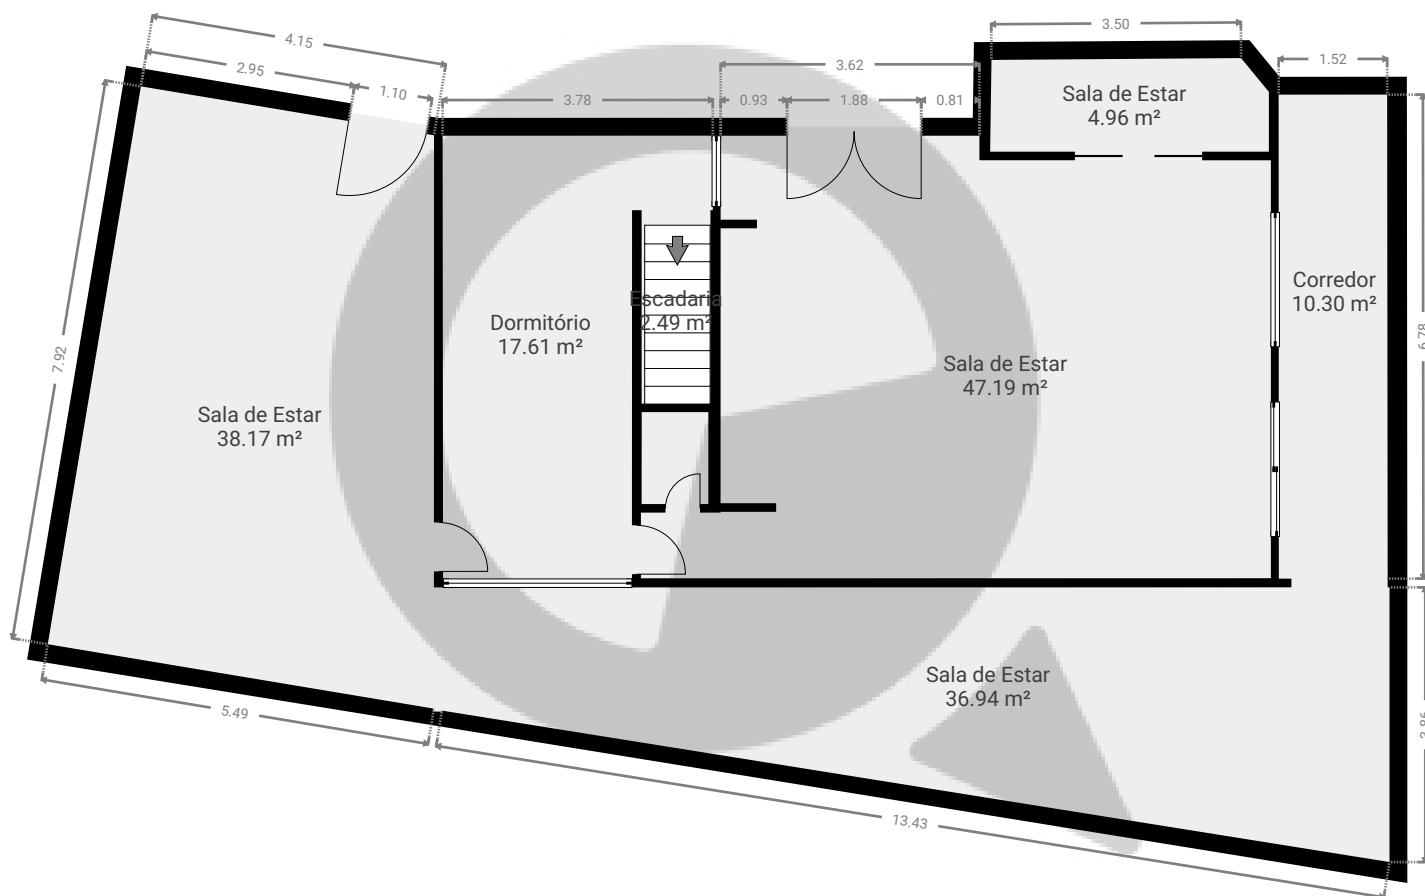 3.50
4.15
1.52
3.62
2.95
1.10
3.78
0.93
1.88
0.81
Sala de Estar
4.96 m²
Corredor
10.30 m²
Escadaria
2.49 m²
Dormitório
17.61 m²
6.78
7.92
Sala de Estar
47.19 m²
Sala de Estar
38.17 m²
Sala de Estar
36.94 m²
5.49
13.43